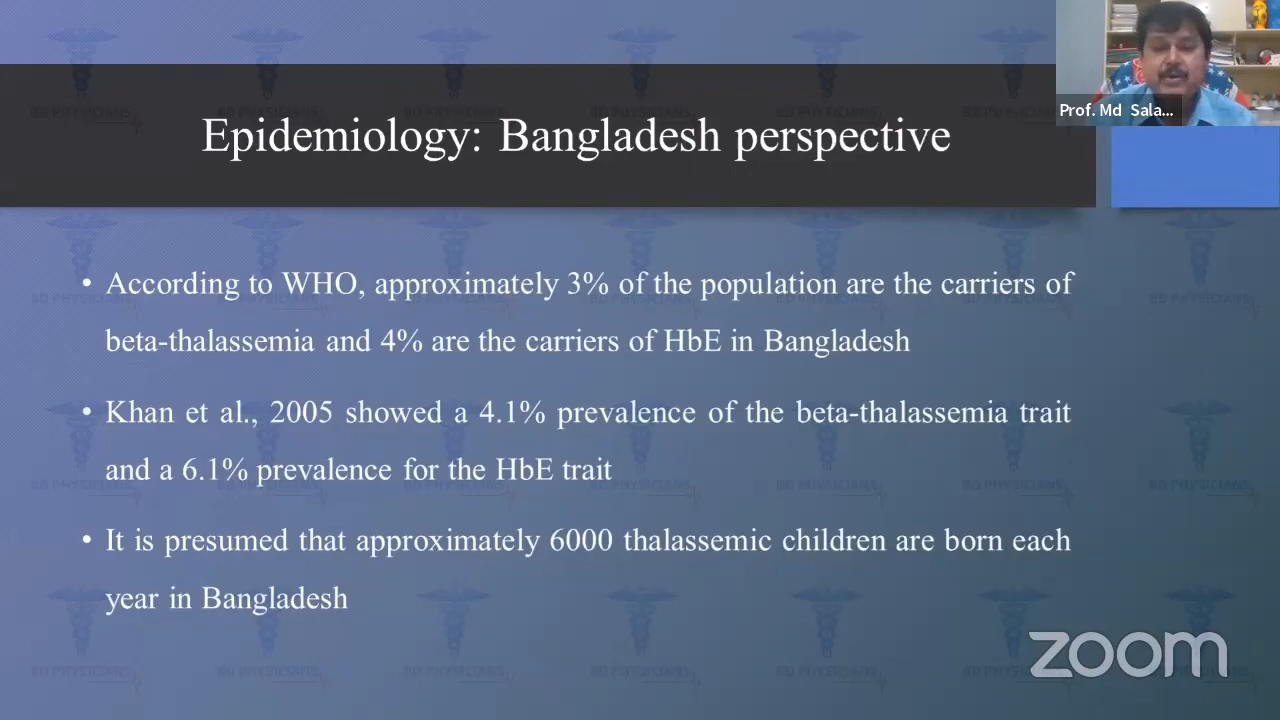 Prof. Md Sala...
Epidemiology: Bangladesh perspective
• According to WHO, approximately 3% of the population are the carriers of
beta-thalassemia and 4% are the carriers of HbE in Bangladesh
• Khan et al., 2005 showed a 4.1% prevalence of the beta-thalassemia trait
and a 6.1% prevalence for the HbE trait
• It is presumed that approximately 6000 thalassemic children are born each
year in Bangladesh
BD PHYSICIANS
zoom